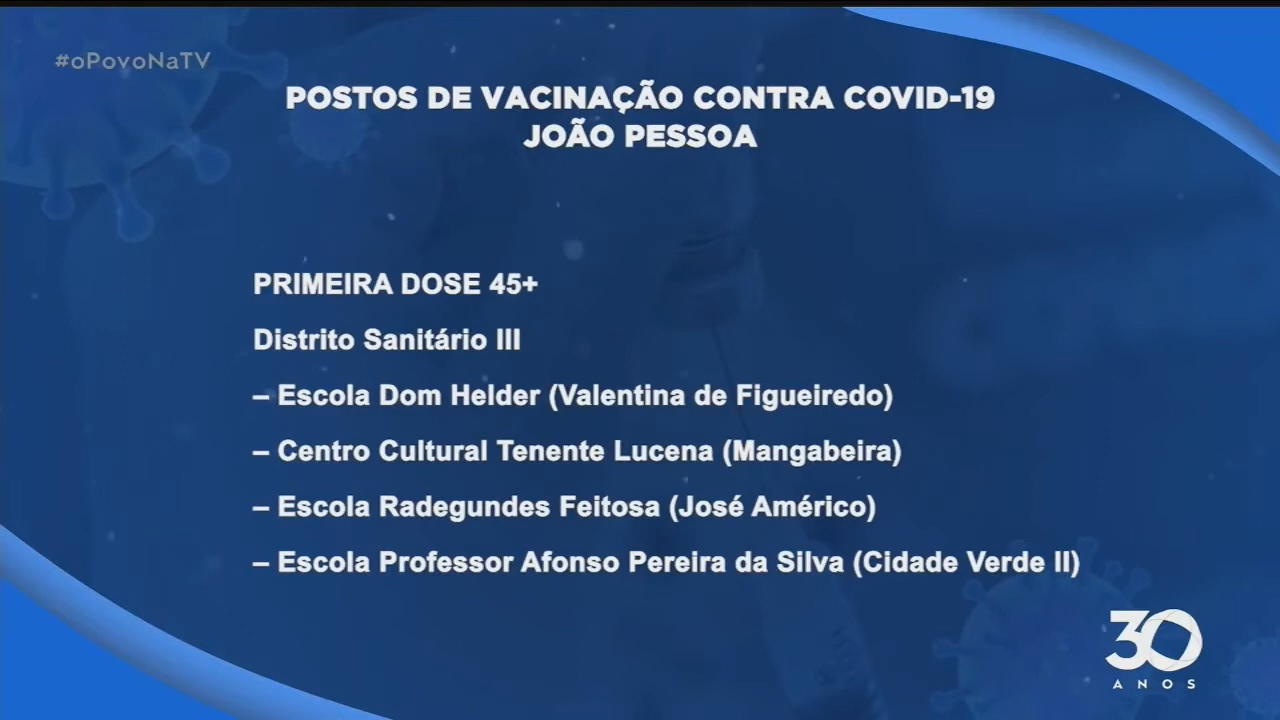 #oPovoNaTV
POSTOS DE VACINAÇÃO CONTRA COVID-19
JOÃO PESSOA
PRIMEIRA DOSE 45+
Distrito Sanitário III
– Escola Dom Helder (Valentina de Figueiredo)
– Centro Cultural Tenente Lucena (Mangabeira)
– Escola Radegundes Feitosa (José Américo)
– Escola Professor Afonso Pereira da Silva (Cidade Verde II)
30
ANOS